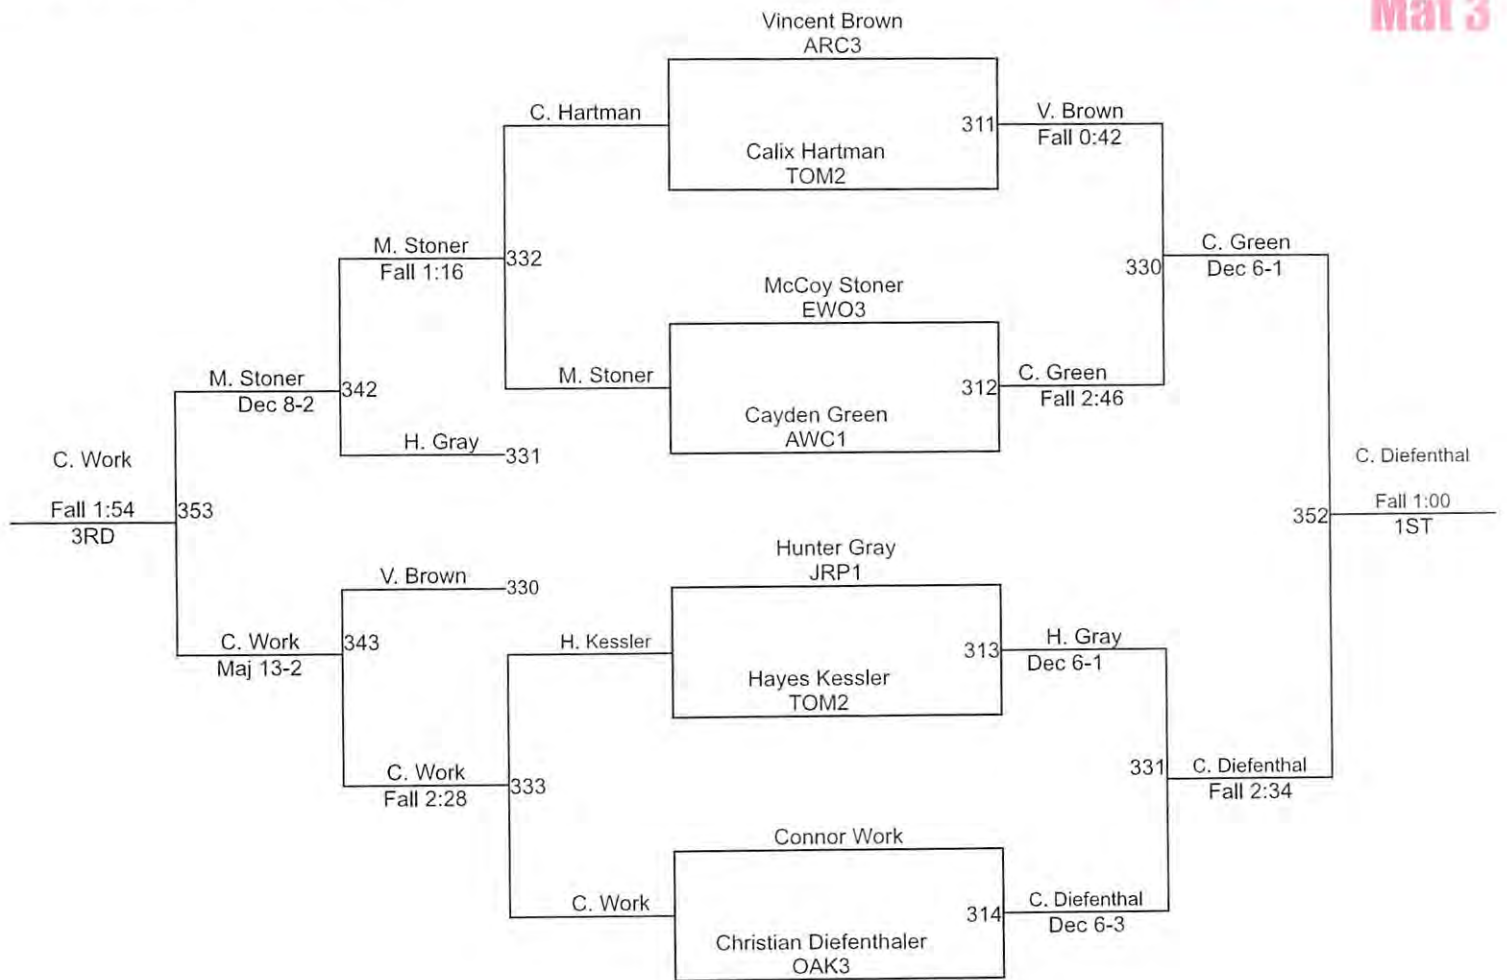 Mat 3
Vincent Brown
ARC3
C. Hartman
311
V. Brown
Fall 0:42
Calix Hartman
TOM2
M. Stoner
Fall 1:16
332
330
C. Green
Dec 6-1
McCoy Stoner
EWO3
M. Stoner
Dec 8-2
342
M. Stoner
312
C. Green
Fall 2:46
Cayden Green
AWC1
H. Gray
331
C. Work
Fall 1:54
3RD
353
C. Diefenthal
352
Fall 1:00
1ST
Hunter Gray
JRP1
V. Brown
330
C. Work
Maj 13-2
343
H. Kessler
313
H. Gray
Dec 6-1
Hayes Kessler
TOM2
C. Work
Fall 2:28
333
331
C. Diefenthal
Fall 2:34
Connor Work
C. Work
314
C. Diefenthal
Dec 6-3
Christian Diefenthaler
OAK3